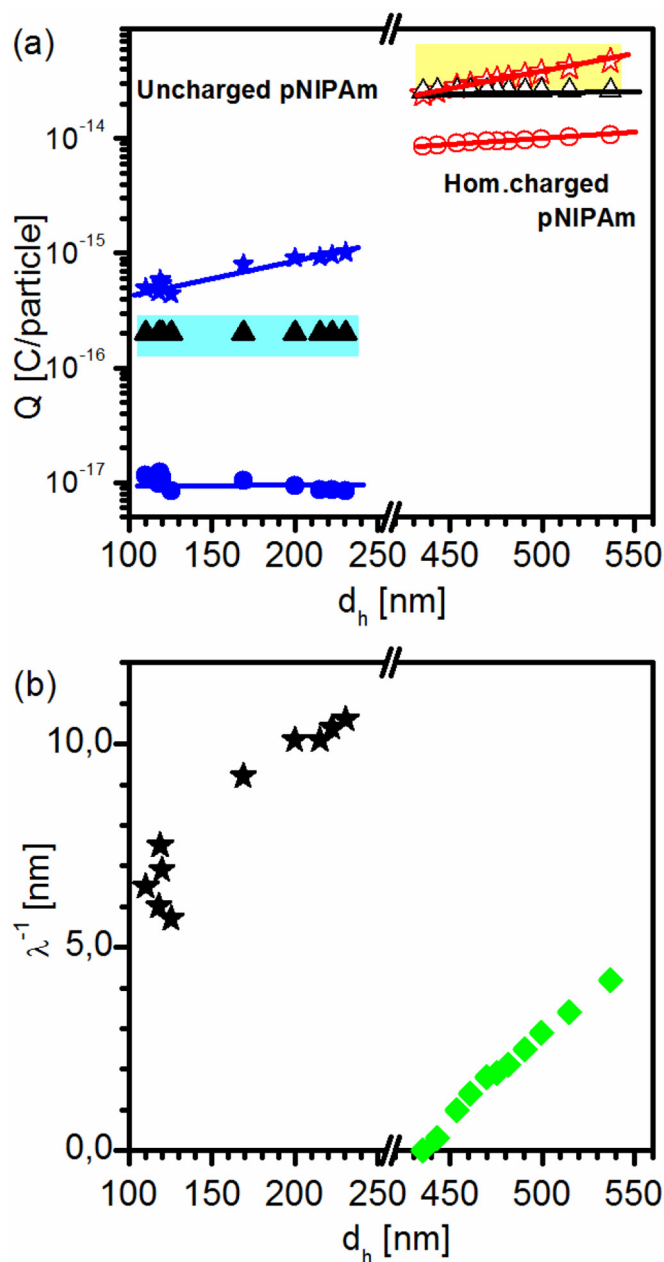 (a)
Uncharged pNIPAm
Hom.charged
pNIPAm
Q [C/particle]
10⁻¹⁴
10⁻¹⁵
10⁻¹⁶
10⁻¹⁷
100 150 200 250 450 500 550
dₕ [nm]
(b)
λ⁻¹ [nm]
10,0
5,0
0,0
100 150 200 250 450 500 550
dₕ [nm]